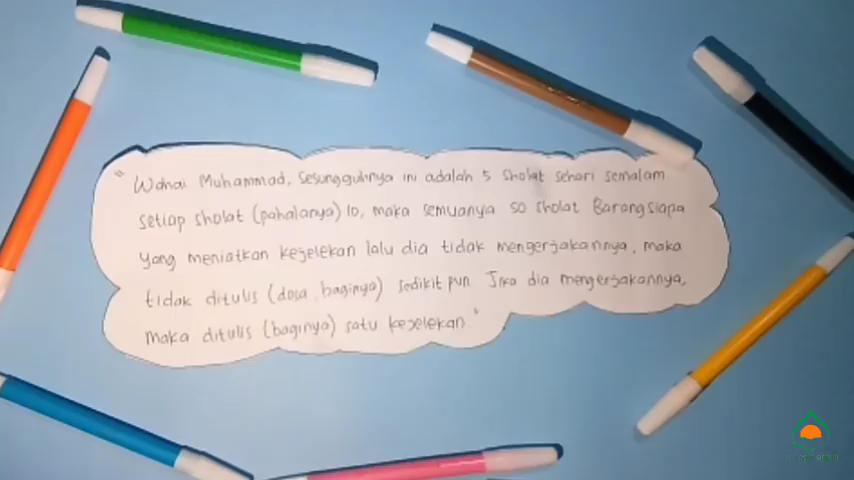 "Wahai Muhammad, sesungguhnya ini adalah 5 sholat sehari semalam
setiap sholat (pahalanya) 10, maka semuanya 50 sholat Barangsiapa
yang meniatkan kejelekan lalu dia tidak mengerjakannya, maka
tidak ditulis (dosa baginya) sedikit pun Jika dia mengerjakannya,
maka ditulis (baginya) satu kejelekan."